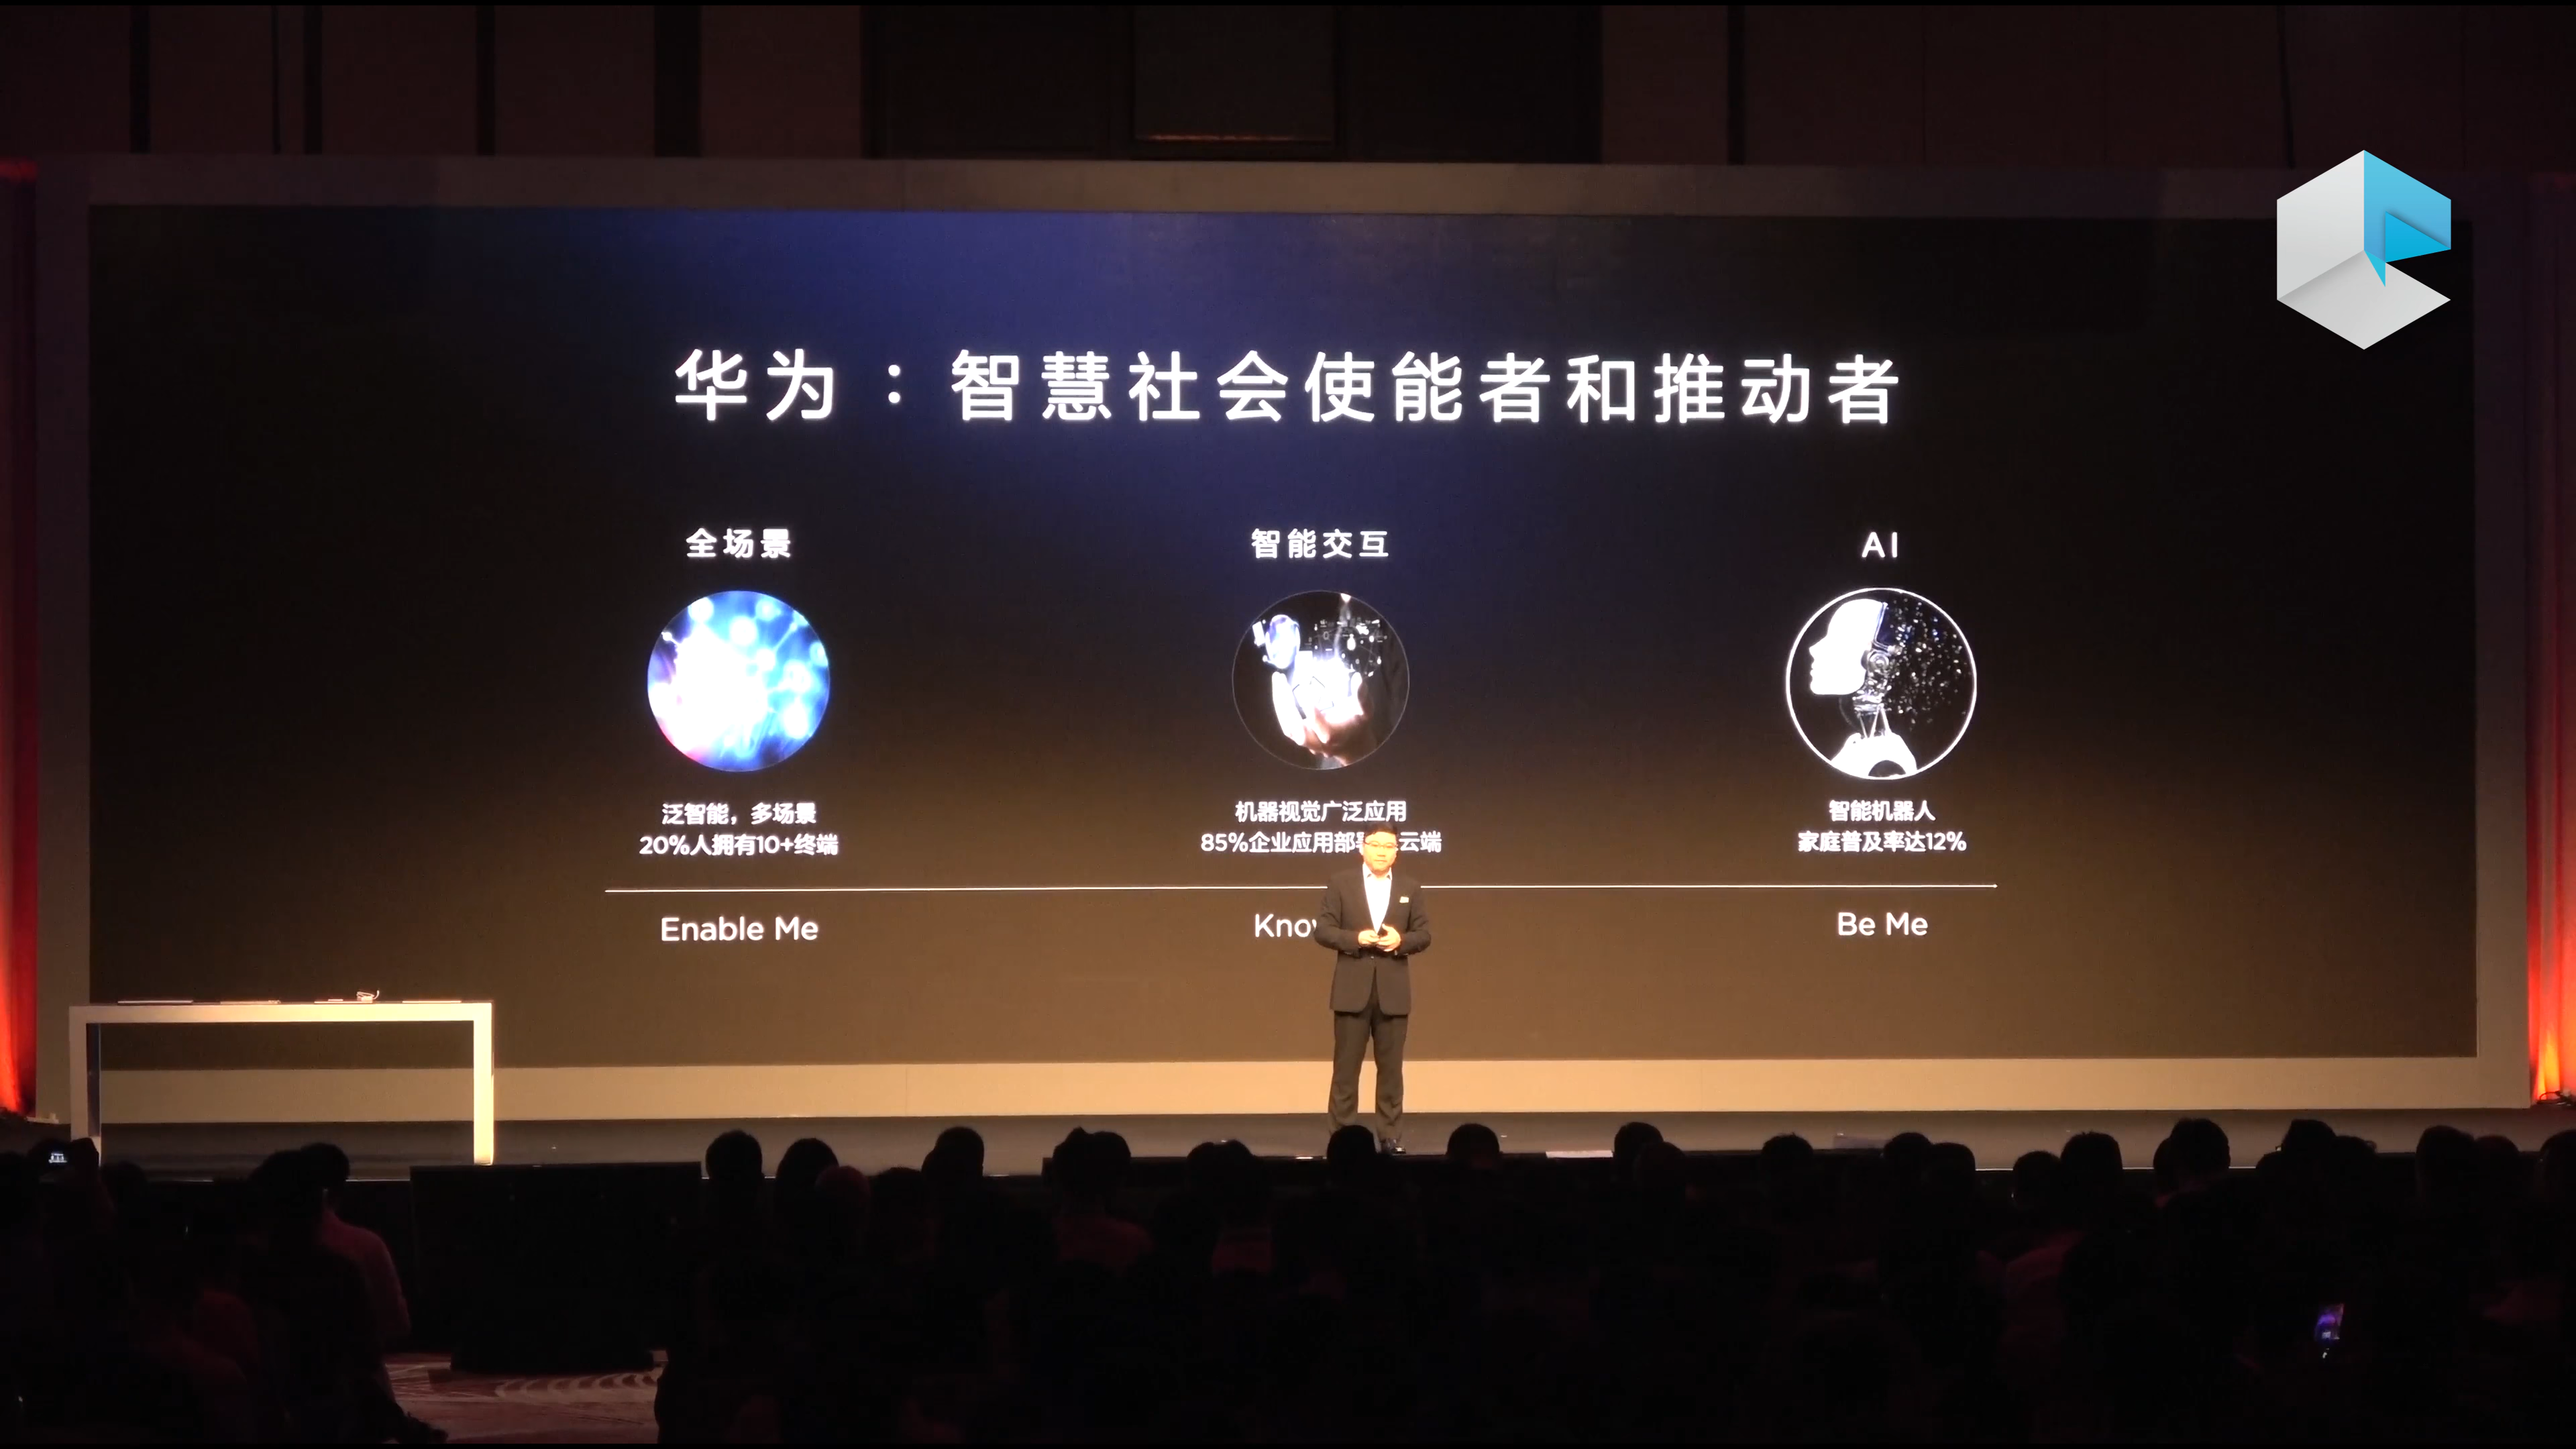 华为：智慧社会使能者和推动者
全场景
智能交互
AI
泛智能，多场景
20%人拥有10+终端
机器视觉广泛应用
85%企业应用部 云端
智能机器人
家庭普及率达12%
Enable Me
Be Me